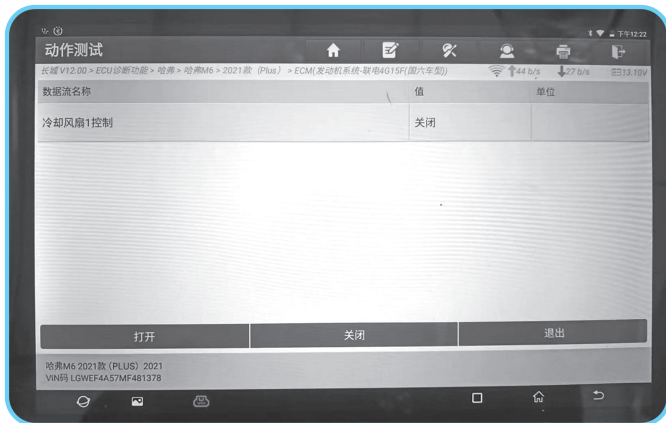 下午12:22
动作测试
长城 V12.00 > ECU诊断功能 > 哈弗 > 哈弗M6 > 2021款 (Plus) > ECM(发动机系统-联电4G15F(国六车型)) 44 b/s 27 b/s 13.10V
数据流名称 值 单位
冷却风扇1控制 关闭
打开 关闭 退出
哈弗M6 2021款 (PLUS) 2021
VIN码 LGWEF4A57MF481378